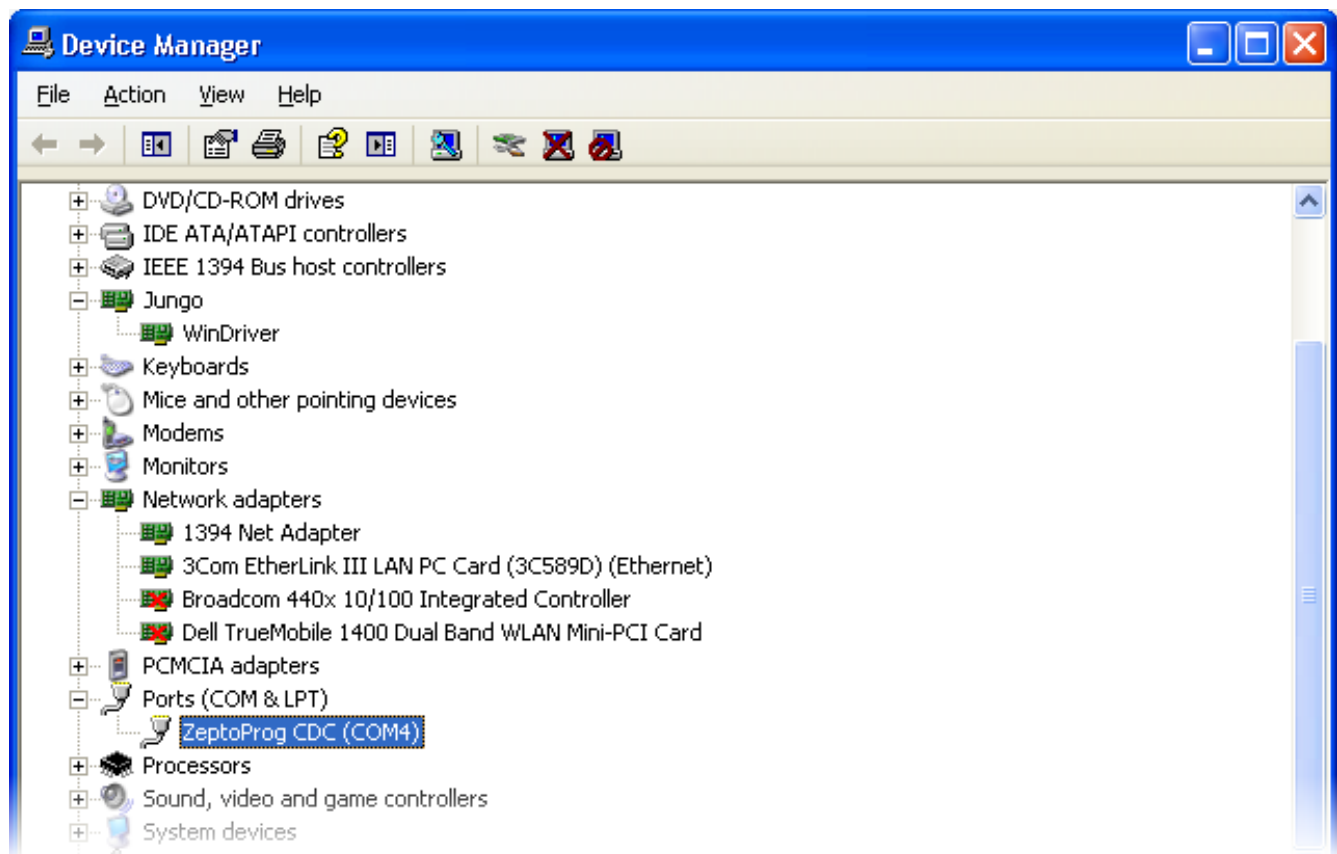 Device Manager
File Action View Help
DVD/CD-ROM drives
IDE ATA/ATAPI controllers
IEEE 1394 Bus host controllers
Jungo
WinDriver
Keyboards
Mice and other pointing devices
Modems
Monitors
Network adapters
1394 Net Adapter
3Com EtherLink III LAN PC Card (3C589D) (Ethernet)
Broadcom 440x 10/100 Integrated Controller
Dell TrueMobile 1400 Dual Band WLAN Mini-PCI Card
PCMCIA adapters
Ports (COM & LPT)
ZeptoProg CDC (COM4)
Processors
Sound, video and game controllers
System devices